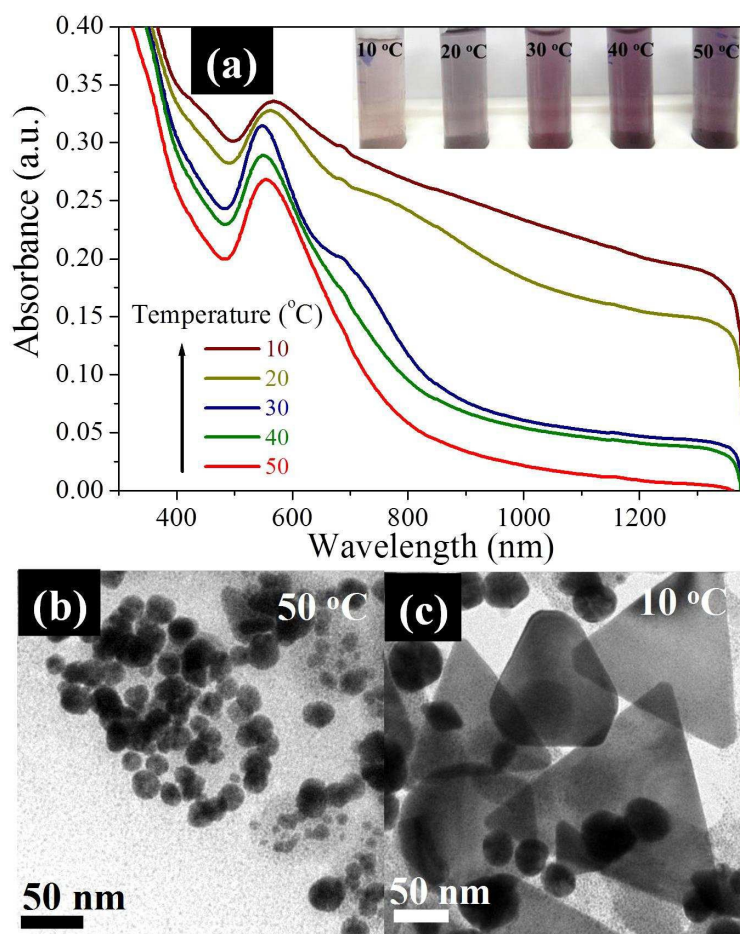 0.40
0.35
0.30
0.25
0.20
0.15
0.10
0.05
0.00
Absorbance (a.u.)
(a)
10 °C
20 °C
30 °C
40 °C
50 °C
Temperature (°C)
10
20
30
40
50
400
600
800
1000
1200
Wavelength (nm)
(b)
50 °C
50 nm
(c)
10 °C
50 nm